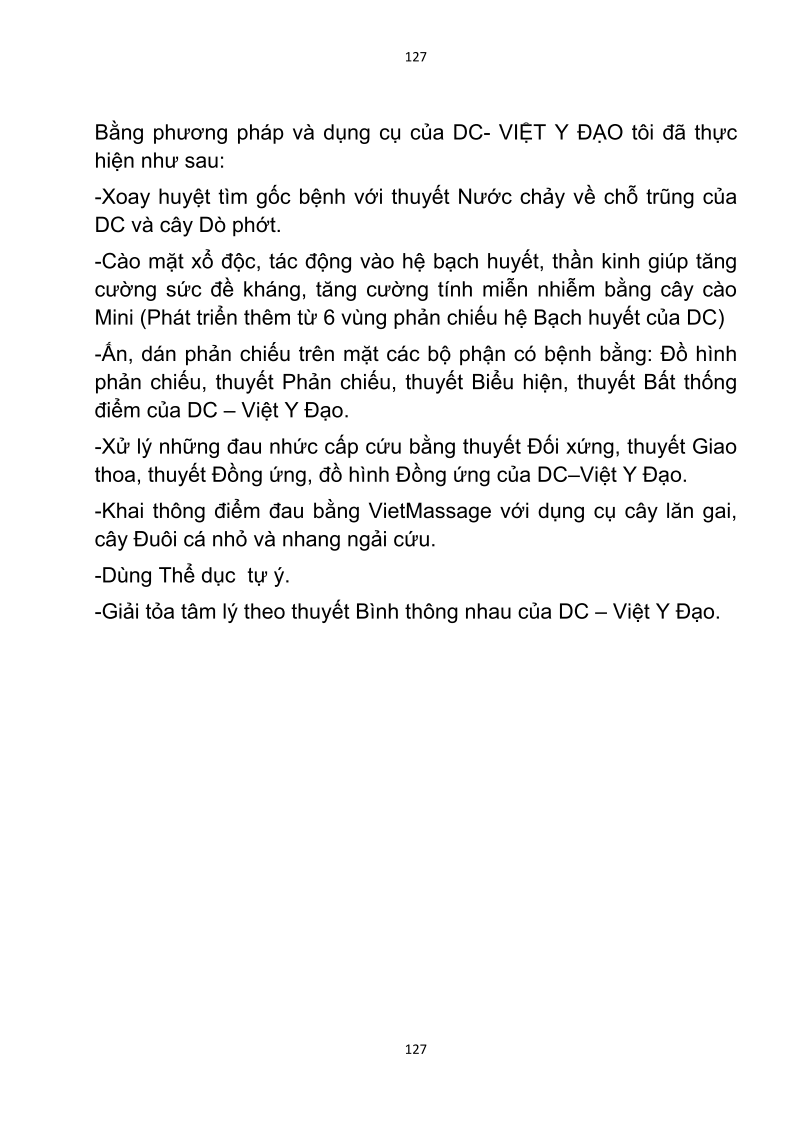 127
Bằng phương pháp và dụng cụ của DC- VIỆT Y ĐẠO tôi đã thực
hiện như sau:
-Xoay huyệt tìm gốc bệnh với thuyết Nước chảy về chỗ trũng của
DC và cây Dò phớt.
-Cào mặt xổ độc, tác động vào hệ bạch huyết, thần kinh giúp tăng
cường sức đề kháng, tăng cường tính miễn nhiễm bằng cây cào
Mini (Phát triển thêm từ 6 vùng phản chiếu hệ Bạch huyết của DC)
-Ấn, dán phản chiếu trên mặt các bộ phận có bệnh bằng: Đồ hình
phản chiếu, thuyết Phản chiếu, thuyết Biểu hiện, thuyết Bất thống
điểm của DC – Việt Y Đạo.
-Xử lý những đau nhức cấp cứu bằng thuyết Đối xứng, thuyết Giao
thoa, thuyết Đồng ứng, đồ hình Đồng ứng của DC–Việt Y Đạo.
-Khai thông điểm đau bằng VietMassage với dụng cụ cây lăn gai,
cây Đuôi cá nhỏ và nhang ngải cứu.
-Dùng Thể dục  tự ý.
-Giải tỏa tâm lý theo thuyết Bình thông nhau của DC – Việt Y Đạo.
127